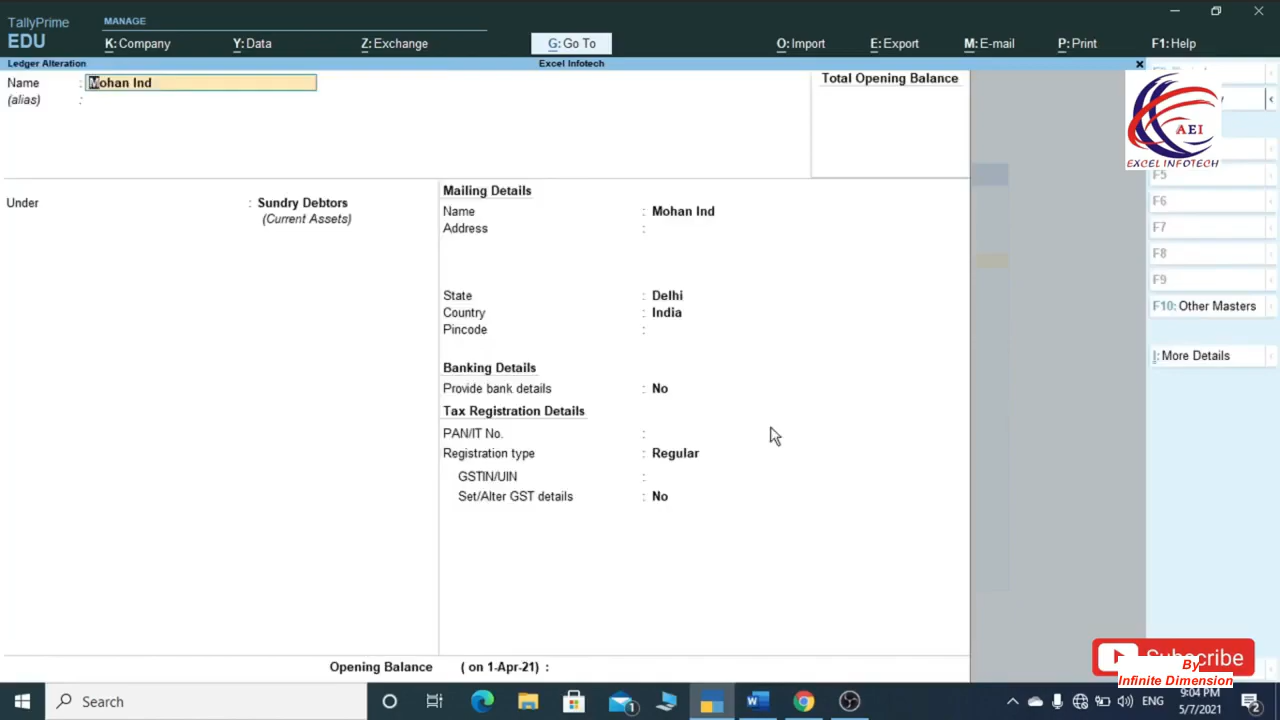 TallyPrime
EDU
MANAGE
K: Company
Y: Data
Z: Exchange
G: Go To
O: Import
E: Export
M: E-mail
P: Print
F1: Help
Ledger Alteration
Excel Infotech
Name : Mohan Ind
(alias) :
Total Opening Balance
AEI
EXCEL INFOTECH
F5
F6
F7
F8
F9
F10: Other Masters
I: More Details
Under : Sundry Debtors
(Current Assets)
Mailing Details
Name : Mohan Ind
Address :
State : Delhi
Country : India
Pincode :
Banking Details
Provide bank details : No
Tax Registration Details
PAN/IT No. :
Registration type : Regular
GSTIN/UIN :
Set/Alter GST details : No
Opening Balance ( on 1-Apr-21) :
Subscribe
By
Infinite Dimension
Search
1
ENG
9:04 PM
5/7/2021
2